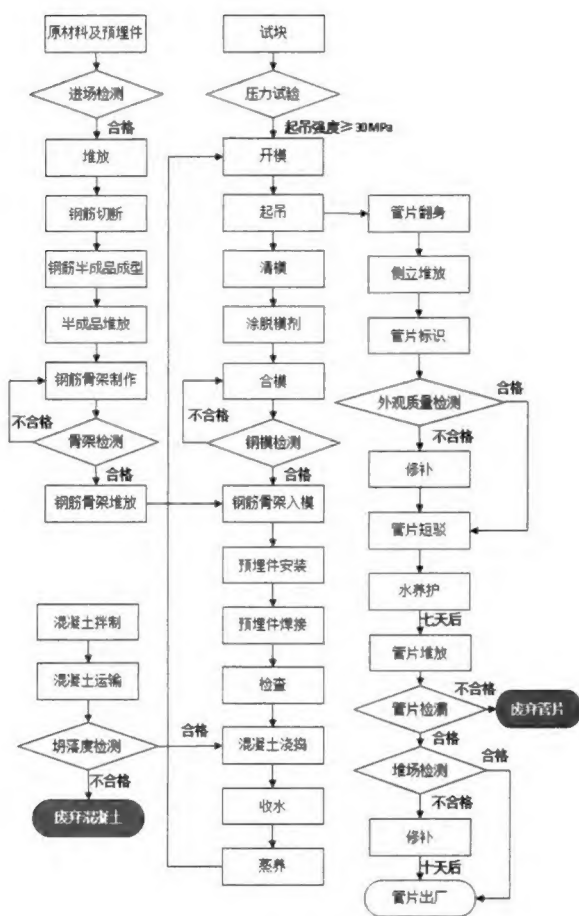 原材料及预埋件
进场检测
合格
堆放
钢筋切断
钢筋半成品成型
半成品堆放
钢筋骨架制作
不合格
骨架检测
合格
钢筋骨架堆放
混凝土拌制
混凝土运输
坍落度检测
合格
不合格
废弃混凝土
试块
压力试验
起吊强度≥30MPa
开模
起吊
清模
涂脱模剂
合模
不合格
钢模检测
合格
钢筋骨架入模
预埋件安装
预埋件焊接
检查
混凝土浇捣
收水
蒸养
管片翻身
侧立堆放
管片标识
外观质量检测
合格
不合格
修补
管片短驳
水养护
七天后
管片堆放
管片检测
不合格
废弃管片
合格
堆场检测
合格
不合格
修补
十天后
管片出厂